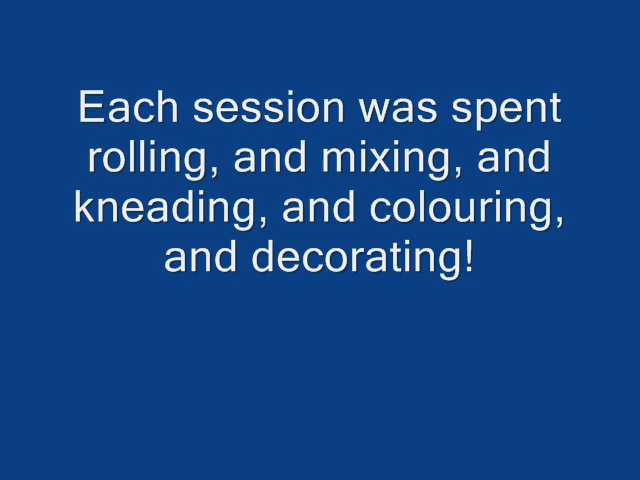 Each session was spent
rolling, and mixing, and
kneading, and colouring,
and decorating!